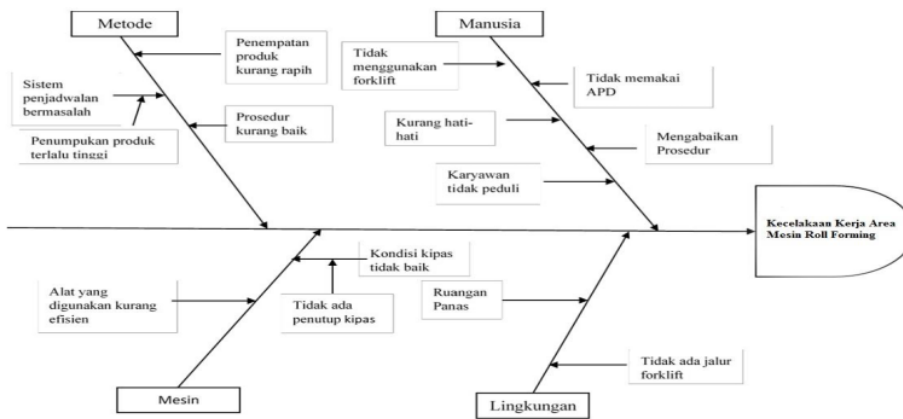 Metode
Manusia
Penempatan
produk
kurang rapih
Tidak
menggunakan
forklift
Sistem
penjadwalan
bermasalah
Tidak memakai
APD
Prosedur
kurang baik
Kurang hati-
hati
Penumpukan produk
terlalu tinggi
Mengabaikan
Prosedur
Karyawan
tidak peduli
Kecelakaan Kerja Area
Mesin Roll Forming
Kondisi kipas
tidak baik
Alat yang
digunakan kurang
efisien
Tidak ada
penutup kipas
Ruangan
Panas
Tidak ada jalur
forklift
Mesin
Lingkungan